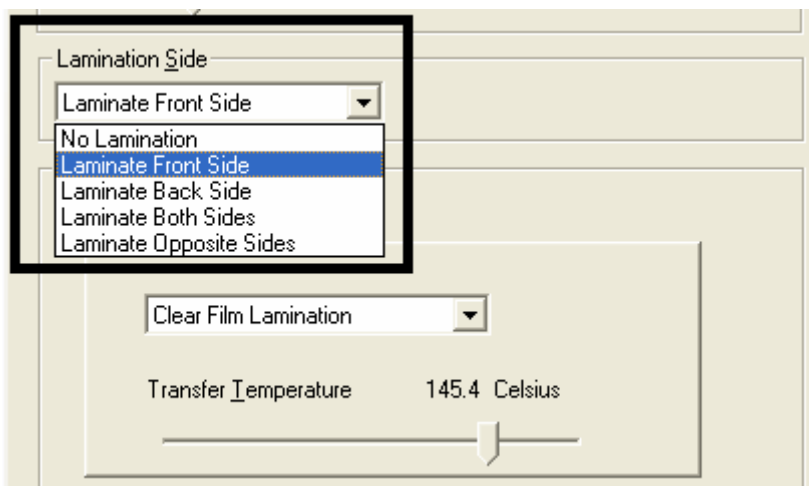 Lamination Side
Laminate Front Side
No Lamination
Laminate Front Side
Laminate Back Side
Laminate Both Sides
Laminate Opposite Sides
Clear Film Lamination
Transfer Temperature 145.4 Celsius